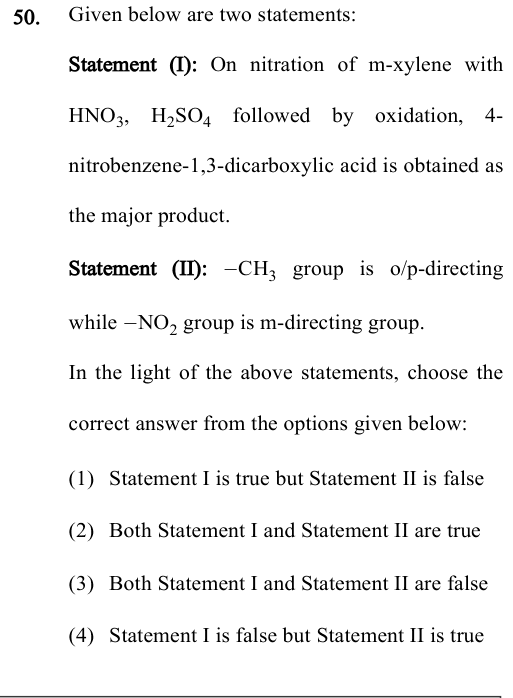 50. Given below are two statements:
Statement (I): On nitration of m-xylene with
HNO₃, H₂SO₄ followed by oxidation, 4-
nitrobenzene-1,3-dicarboxylic acid is obtained as
the major product.
Statement (II): −CH₃ group is o/p-directing
while −NO₂ group is m-directing group.
In the light of the above statements, choose the
correct answer from the options given below:
(1) Statement I is true but Statement II is false
(2) Both Statement I and Statement II are true
(3) Both Statement I and Statement II are false
(4) Statement I is false but Statement II is true